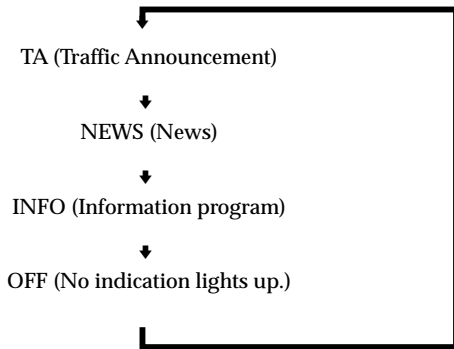 TA (Traffic Announcement)
NEWS (News)
INFO (Information program)
OFF (No indication lights up.)